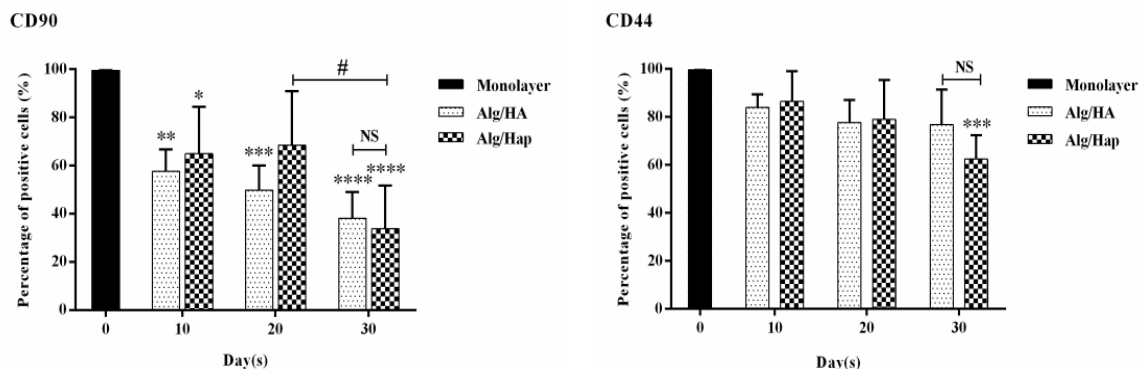 CD90
Percentage of positive cells (%)
100
80
60
40
20
0
**
*
***
#
NS
****
****
0
10
20
30
Day(s)
Monolayer
Alg/HA
Alg/Hap
CD44
Percentage of positive cells (%)
100
80
60
40
20
0
NS
***
0
10
20
30
Day(s)
Monolayer
Alg/HA
Alg/Hap